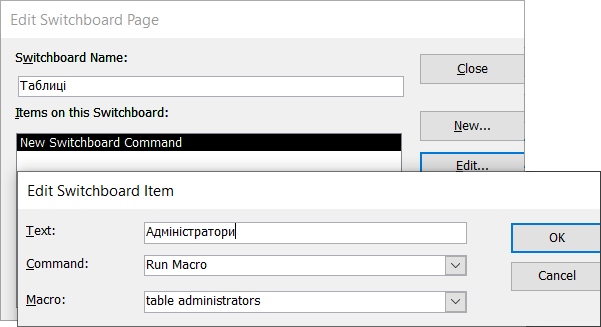 Edit Switchboard Page
Switchboard Name:
Close
Таблиці
Items on this Switchboard:
New...
New Switchboard Command
Edit...
Edit Switchboard Item
Text:
Адміністратори
OK
Command:
Run Macro
Cancel
Macro:
table administrators